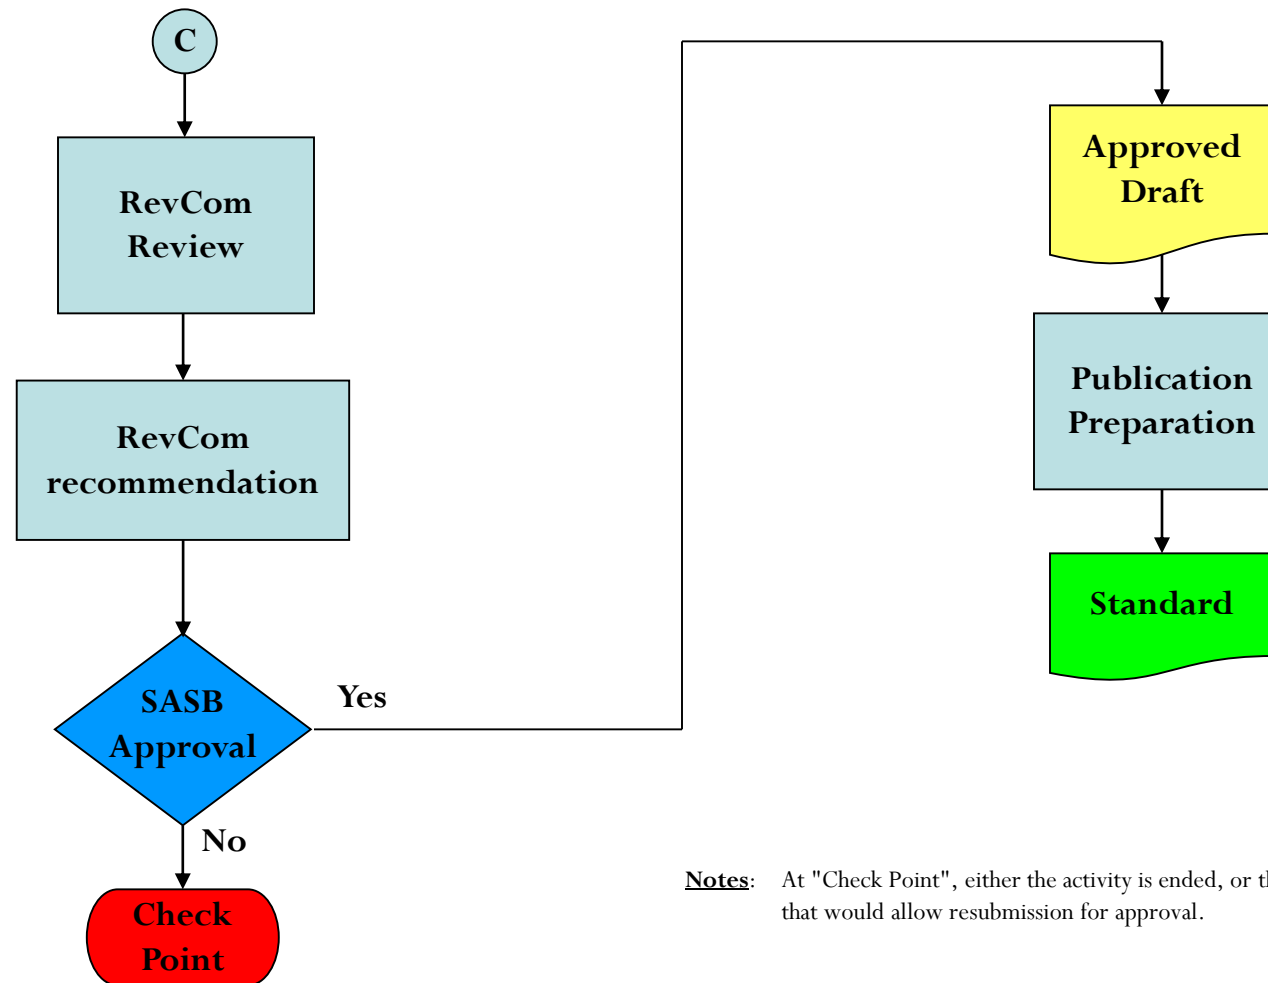 C
RevCom
Review
RevCom
recommendation
SASB
Approval
Yes
No
Check
Point
Approved
Draft
Publication
Preparation
Standard
Notes: At "Check Point", either the activity is ended, or
that would allow resubmission for approval.